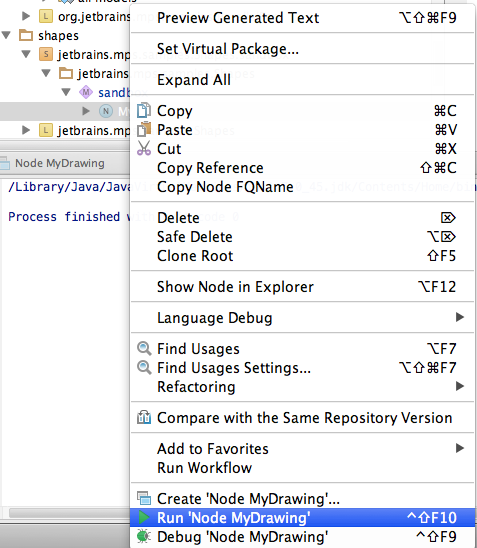 Preview Generated Text ⌥⇧⌘F9
org.jetbrains
shapes
Set Virtual Package...
jetbrains.mp
Expand All
jetbrains
sandb
Copy ⌘C
Paste ⌘V
jetbrains.mp
Cut ⌘X
Node MyDrawing
Copy Reference ⇧⌘C
/Library/Java/Java
Copy Node FQName
Process finished
Delete ⌦
Safe Delete ⌥⌦
Clone Root ⇧F5
Show Node in Explorer ⌥F12
Language Debug
Find Usages ⌥F7
Find Usages Settings... ⌥⇧⌘F7
Refactoring
Compare with the Same Repository Version
Add to Favorites
Run Workflow
Create 'Node MyDrawing'...
Run 'Node MyDrawing' ^⇧F10
Debug 'Node MyDrawing' ^⇧F9